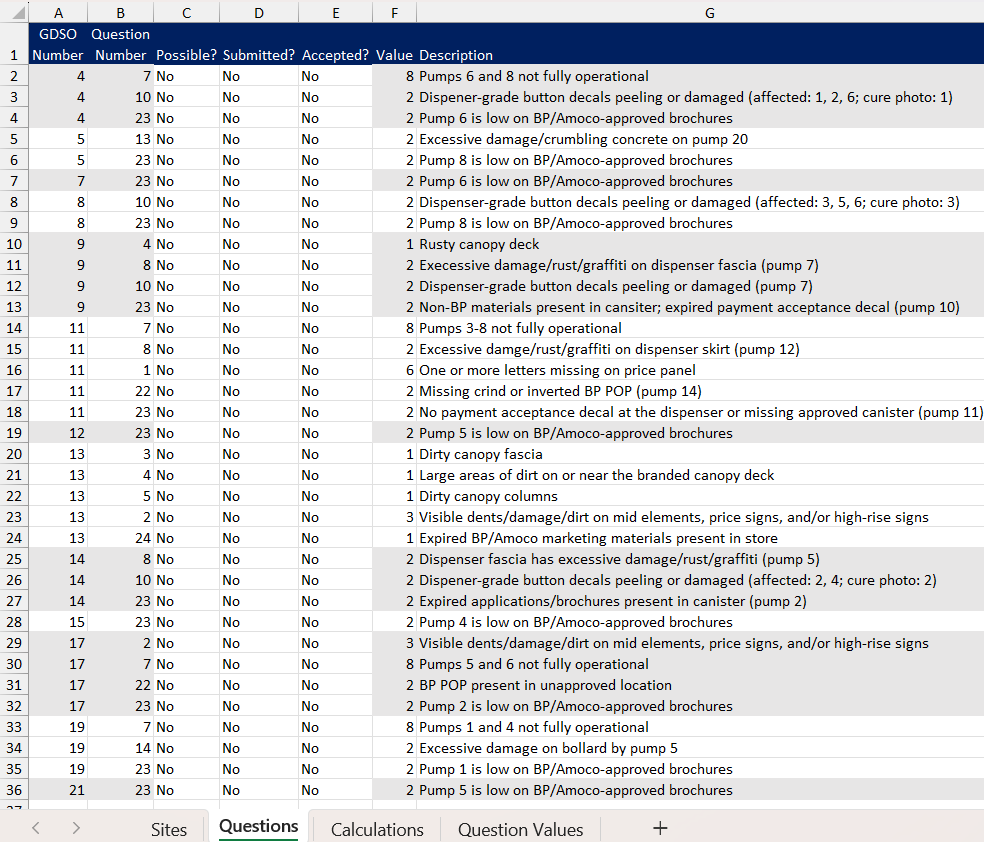 A B C D E F G
GDSO Question
1 Number Number Possible? Submitted? Accepted? Value Description
2 4 7 No No No 8 Pumps 6 and 8 not fully operational
3 4 10 No No No 2 Dispener-grade button decals peeling or damaged (affected: 1, 2, 6; cure photo: 1)
4 4 23 No No No 2 Pump 6 is low on BP/Amoco-approved brochures
5 5 13 No No No 2 Excessive damage/crumbling concrete on pump 20
6 5 23 No No No 2 Pump 8 is low on BP/Amoco-approved brochures
7 7 23 No No No 2 Pump 6 is low on BP/Amoco-approved brochures
8 8 10 No No No 2 Dispenser-grade button decals peeling or damaged (affected: 3, 5, 6; cure photo: 3)
9 8 23 No No No 2 Pump 8 is low on BP/Amoco-approved brochures
10 9 4 No No No 1 Rusty canopy deck
11 9 8 No No No 2 Execessive damage/rust/graffiti on dispenser fascia (pump 7)
12 9 10 No No No 2 Dispenser-grade button decals peeling or damaged (pump 7)
13 9 23 No No No 2 Non-BP materials present in cansiter; expired payment acceptance decal (pump 10)
14 11 7 No No No 8 Pumps 3-8 not fully operational
15 11 8 No No No 2 Excessive damge/rust/graffiti on dispenser skirt (pump 12)
16 11 1 No No No 6 One or more letters missing on price panel
17 11 22 No No No 2 Missing crind or inverted BP POP (pump 14)
18 11 23 No No No 2 No payment acceptance decal at the dispenser or missing approved canister (pump 11)
19 12 23 No No No 2 Pump 5 is low on BP/Amoco-approved brochures
20 13 3 No No No 1 Dirty canopy fascia
21 13 4 No No No 1 Large areas of dirt on or near the branded canopy deck
22 13 5 No No No 1 Dirty canopy columns
23 13 2 No No No 3 Visible dents/damage/dirt on mid elements, price signs, and/or high-rise signs
24 13 24 No No No 1 Expired BP/Amoco marketing materials present in store
25 14 8 No No No 2 Dispenser fascia has excessive damage/rust/graffiti (pump 5)
26 14 10 No No No 2 Dispener-grade button decals peeling or damaged (affected: 2, 4; cure photo: 2)
27 14 23 No No No 2 Expired applications/brochures present in canister (pump 2)
28 15 23 No No No 2 Pump 4 is low on BP/Amoco-approved brochures
29 17 2 No No No 3 Visible dents/damage/dirt on mid elements, price signs, and/or high-rise signs
30 17 7 No No No 8 Pumps 5 and 6 not fully operational
31 17 22 No No No 2 BP POP present in unapproved location
32 17 23 No No No 2 Pump 2 is low on BP/Amoco-approved brochures
33 19 7 No No No 8 Pumps 1 and 4 not fully operational
34 19 14 No No No 2 Excessive damage on bollard by pump 5
35 19 23 No No No 2 Pump 1 is low on BP/Amoco-approved brochures
36 21 23 No No No 2 Pump 5 is low on BP/Amoco-approved brochures
Sites Questions Calculations Question Values +